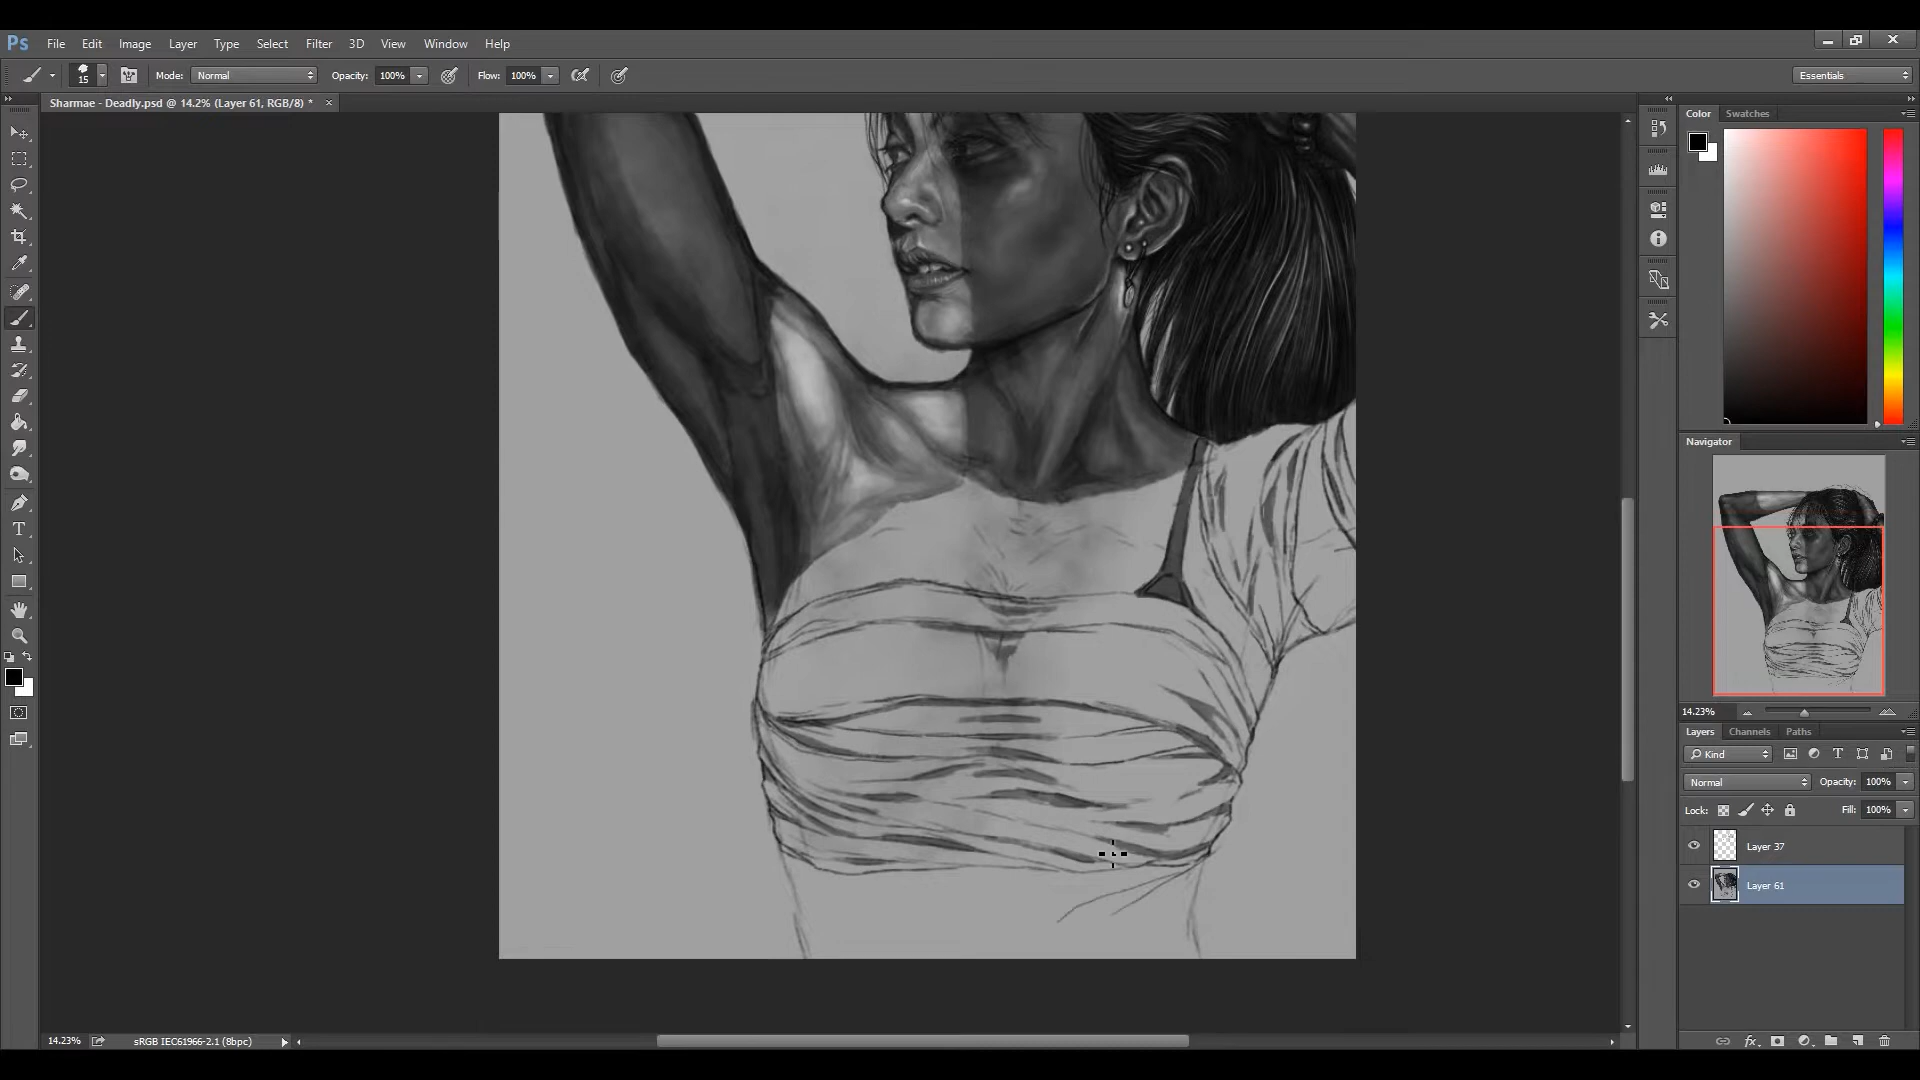 Ps File Edit Image Layer Type Select Filter 3D View Window Help
15 Mode: Normal Opacity: 100% Flow: 100% Essentials
Sharmae - Deadly.psd @ 14.2% (Layer 61, RGB/8) *
Color Swatches
Navigator
14.23%
Layers Channels Paths
Kind
Normal Opacity: 100%
Lock: Fill: 100%
Layer 37
Layer 61
14.23% sRGB IEC61966-2.1 (8bpc)